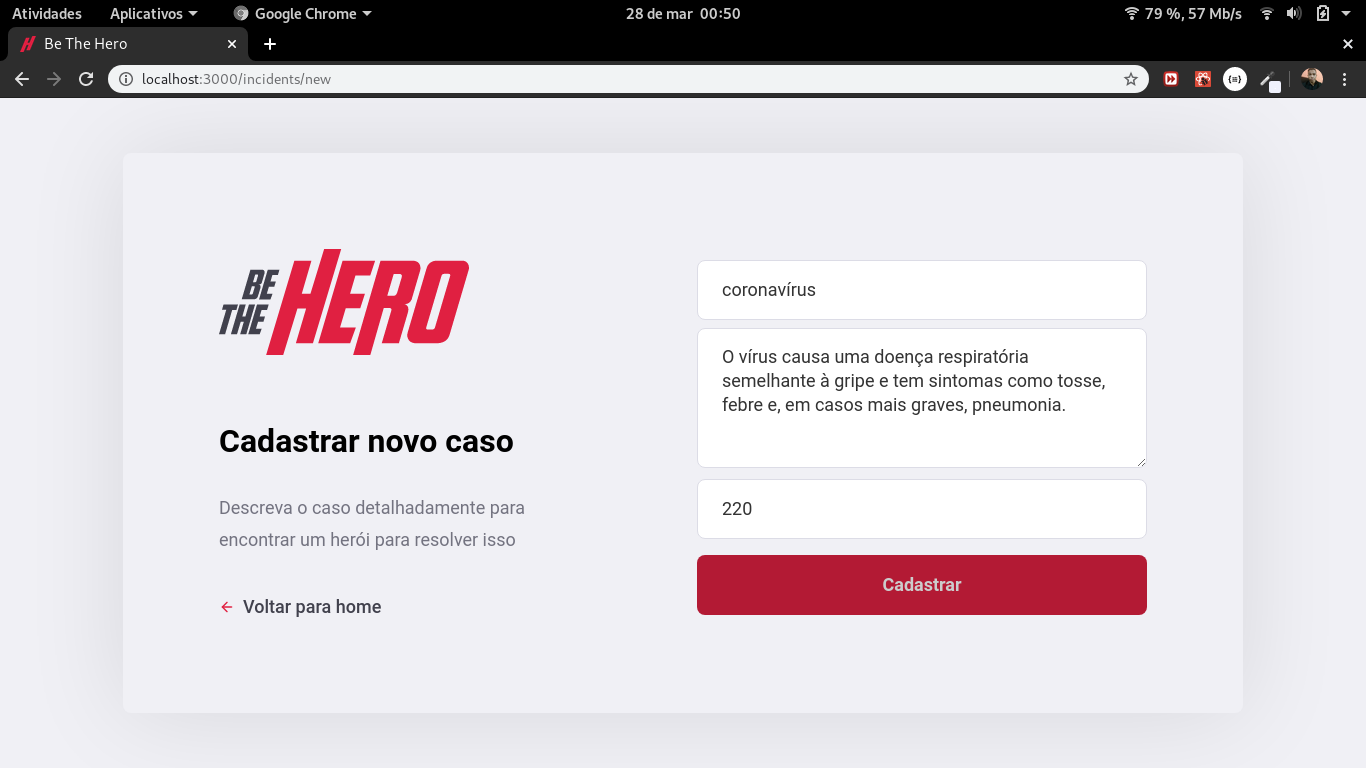 Atividades Aplicativos Google Chrome 28 de mar 00:50 79 %, 57 Mb/s
Be The Hero
localhost:3000/incidents/new
BE
THE HERO
Cadastrar novo caso
Descreva o caso detalhadamente para
encontrar um herói para resolver isso
Voltar para home
coronavírus
O vírus causa uma doença respiratória
semelhante à gripe e tem sintomas como tosse,
febre e, em casos mais graves, pneumonia.
220
Cadastrar